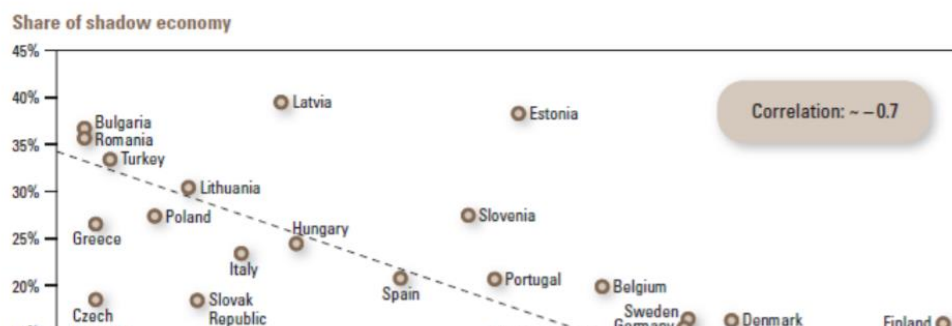 Share of shadow economy
45%
40%
Latvia
Estonia
Correlation: ~ –0.7
Bulgaria
Romania
35%
Turkey
30%
Lithuania
Poland
Slovenia
Greece
25%
Hungary
Italy
20%
Spain
Portugal
Belgium
Czech
Slovak
Republic
Sweden
Germany
Denmark
Finland